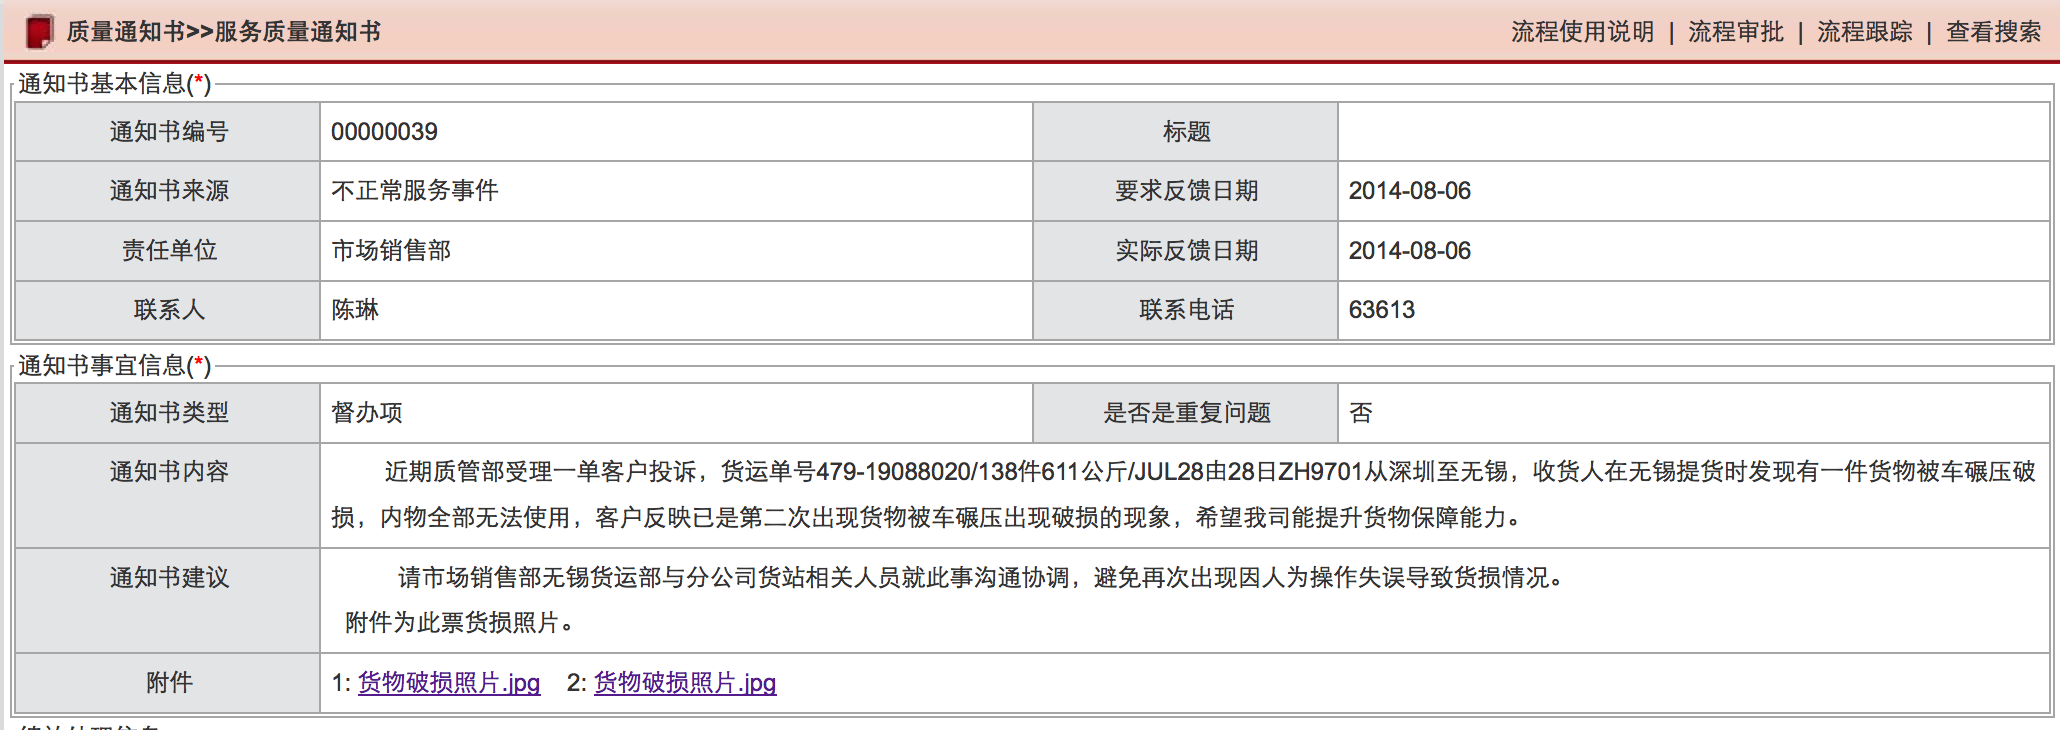 质量通知书>>服务质量通知书
流程使用说明 | 流程审批 | 流程跟踪 | 查看搜索
通知书基本信息(*)
通知书编号 00000039 标题
通知书来源 不正常服务事件 要求反馈日期 2014-08-06
责任单位 市场销售部 实际反馈日期 2014-08-06
联系人 陈琳 联系电话 63613
通知书事宜信息(*)
通知书类型 督办项 是否是重复问题 否
通知书内容 近期质管部受理一单客户投诉，货运单号479-19088020/138件611公斤/JUL28由28日ZH9701从深圳至无锡，收货人在无锡提货时发现有一件货物被车碾压破
损，内物全部无法使用，客户反映已是第二次出现货物被车碾压出现破损的现象，希望我司能提升货物保障能力。
通知书建议 请市场销售部无锡货运部与分公司货站相关人员就此事沟通协调，避免再次出现因人为操作失误导致货损情况。
附件为此票货损照片。
附件 1: 货物破损照片.jpg 2: 货物破损照片.jpg